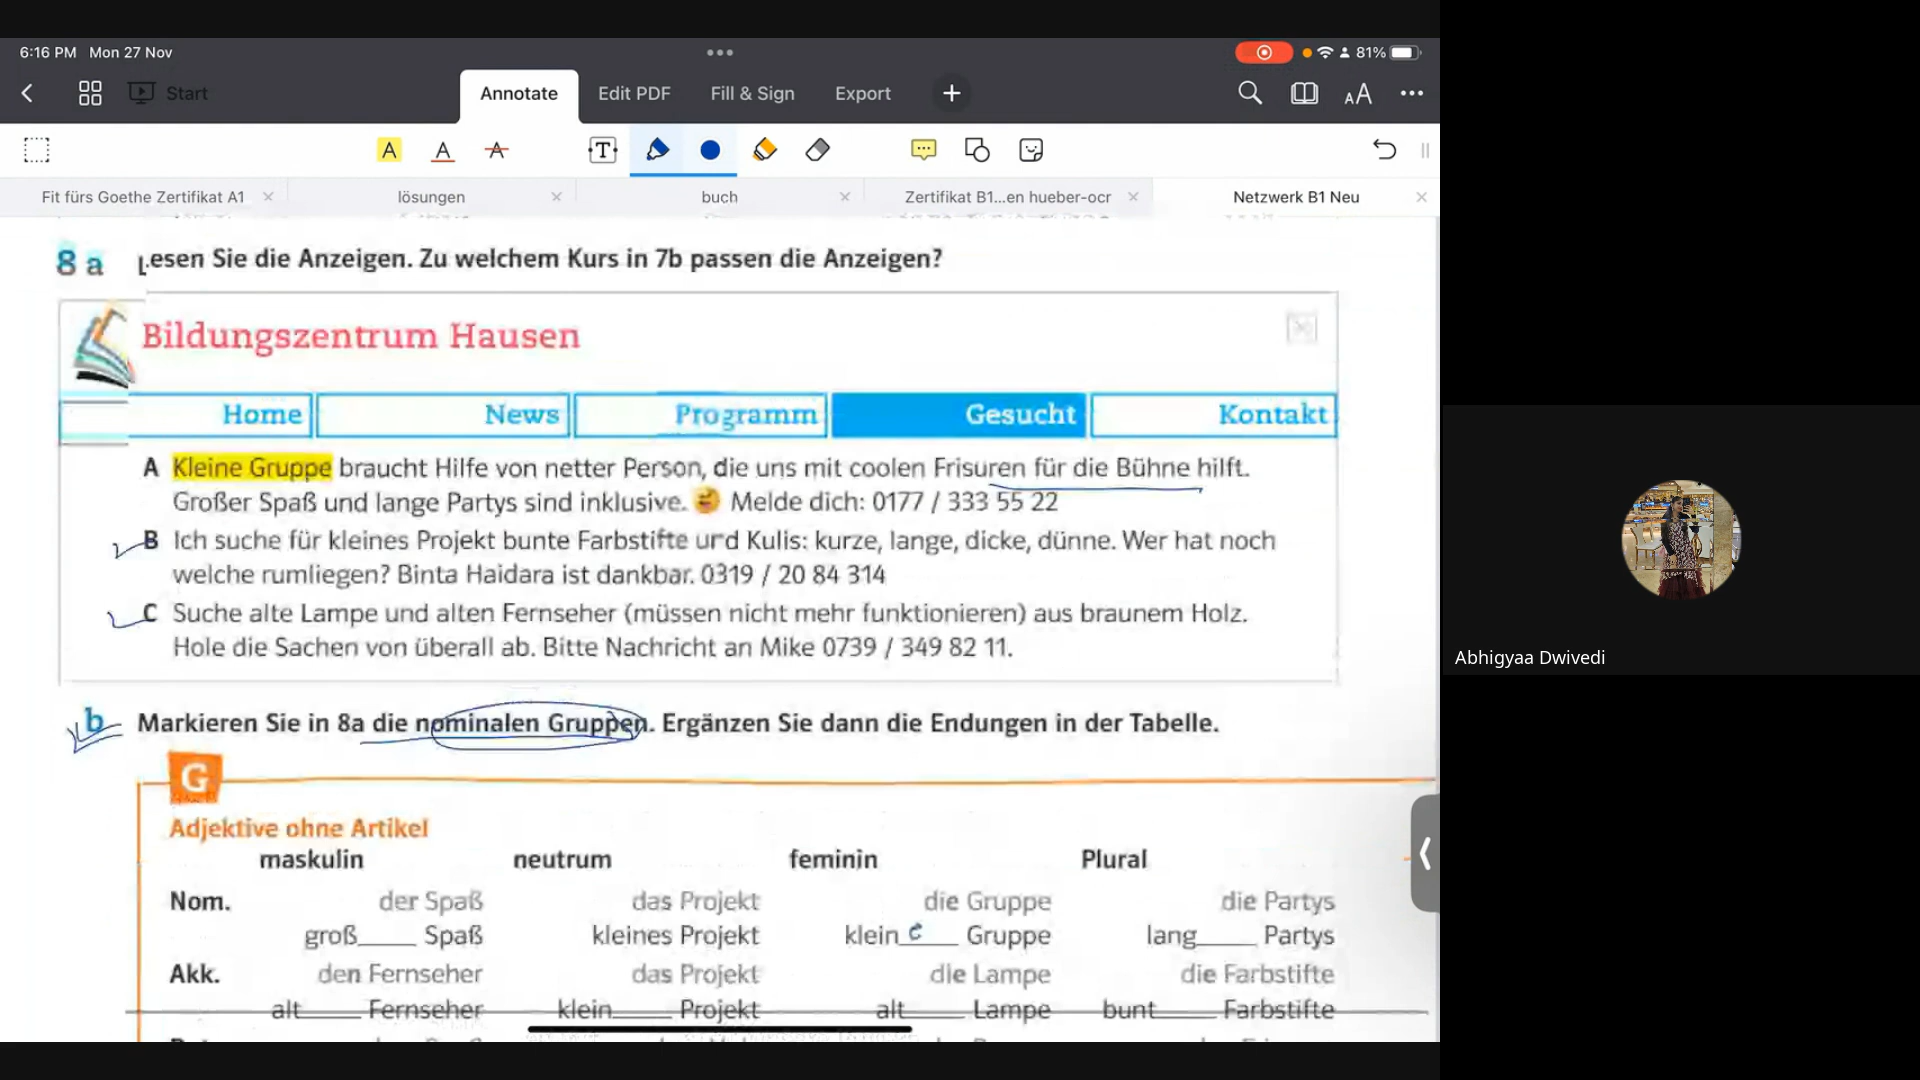 6:16 PM Mon 27 Nov
81%
Start
Annotate
Edit PDF
Fill & Sign
Export
Fit fürs Goethe Zertifikat A1
lösungen
buch
Zertifikat B1...en hueber-ocr
Netzwerk B1 Neu
8 a Lesen Sie die Anzeigen. Zu welchem Kurs in 7b passen die Anzeigen?
Bildungszentrum Hausen
Home
News
Programm
Gesucht
Kontakt
A Kleine Gruppe braucht Hilfe von netter Person, die uns mit coolen Frisuren für die Bühne hilft.
Großer Spaß und lange Partys sind inklusive. Melde dich: 0177 / 333 55 22
B Ich suche für kleines Projekt bunte Farbstifte und Kulis: kurze, lange, dicke, dünne. Wer hat noch
welche rumliegen? Binta Haidara ist dankbar. 0319 / 20 84 314
C Suche alte Lampe und alten Fernseher (müssen nicht mehr funktionieren) aus braunem Holz.
Hole die Sachen von überall ab. Bitte Nachricht an Mike 0739 / 349 82 11.
b Markieren Sie in 8a die nominalen Gruppen. Ergänzen Sie dann die Endungen in der Tabelle.
G
Adjektive ohne Artikel
maskulin neutrum feminin Plural
Nom. der Spaß das Projekt die Gruppe die Partys
groß____ Spaß kleines Projekt klein_e__ Gruppe lang____ Partys
Akk. den Fernseher das Projekt die Lampe die Farbstifte
alt____ Fernseher klein____ Projekt alt____ Lampe bunt____ Farbstifte
Abhigyaa Dwivedi